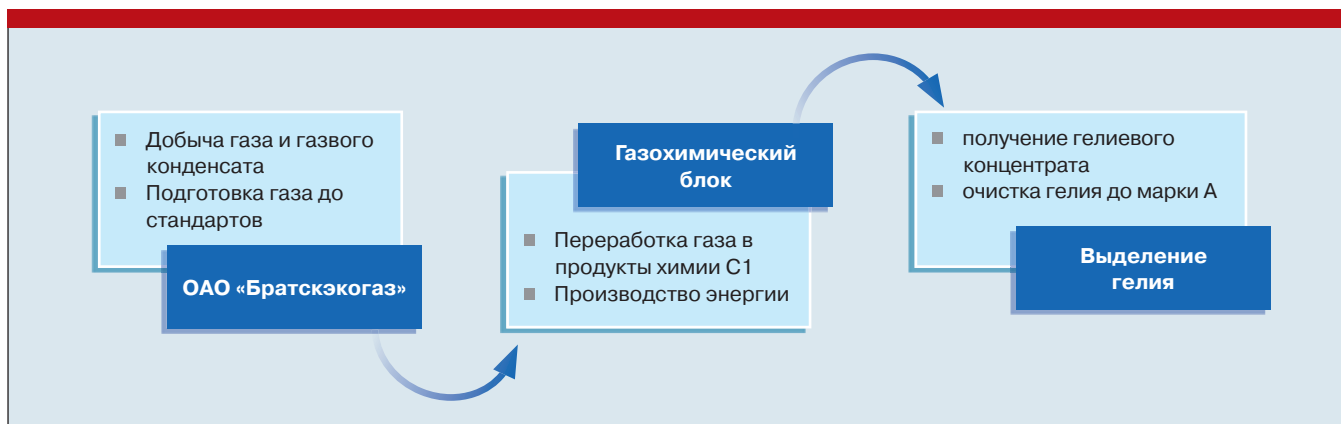 Добыча газа и газвого
конденсата
Подготовка газа до
стандартов
ОАО «Братскэкогаз»
Газохимический
блок
Переработка газа в
продукты химии С1
Производство энергии
получение гелиевого
концентрата
очистка гелия до марки А
Выделение
гелия